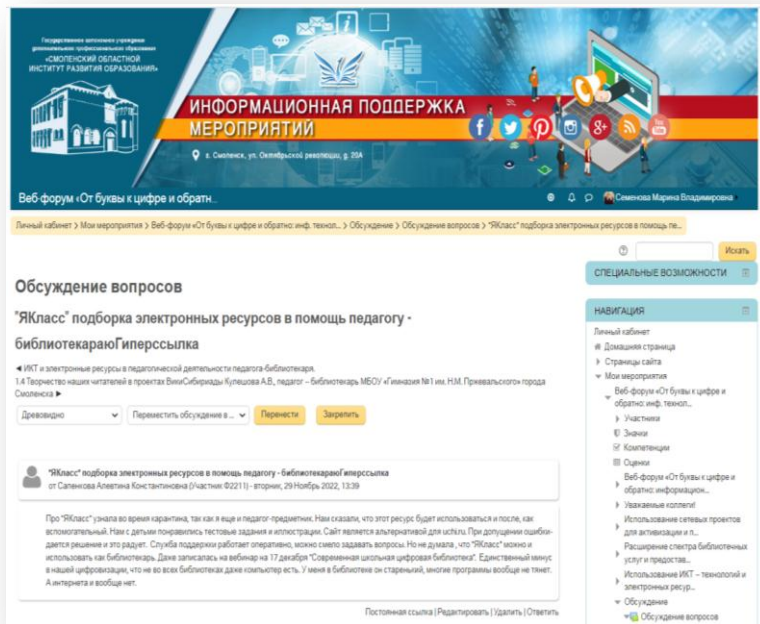 Государственное автономное учреждение
дополнительного профессионального образования
«СМОЛЕНСКИЙ ОБЛАСТНОЙ
ИНСТИТУТ РАЗВИТИЯ ОБРАЗОВАНИЯ»
ИНФОРМАЦИОННАЯ ПОДДЕРЖКА
МЕРОПРИЯТИЙ
г. Смоленск, ул. Октябрьской революции, д. 20А
Веб-форум «От буквы к цифре и обратн...
Семенова Марина Владимировна
Личный кабинет > Мои мероприятия > Веб-форум «От буквы к цифре и обратно: инф. технол... > Обсуждение > Обсуждение вопросов > "ЯКласс" подборка электронных ресурсов в помощь пе...
Искать
Обсуждение вопросов
"ЯКласс" подборка электронных ресурсов в помощь педагогу -
библиотекараюГиперссылка
◄ ИКТ и электронные ресурсы в педагогической деятельности педагога-библиотекаря.
1.4 Творчество наших читателей в проектах ВикиСибириады Кулешова А.В., педагог – библиотекарь МБОУ «Гимназия №1 им. Н.М. Пржевальского» города
Смоленска ►
Древовидно
Переместить обсуждение в ...
Перенести
Закрепить
"ЯКласс" подборка электронных ресурсов в помощь педагогу - библиотекараюГиперссылка
от Сапенкова Алевтина Константиновна (Участник Ф2211) - вторник, 29 Ноябрь 2022, 13:39
Про "ЯКласс" узнала во время карантина, так как я еще и педагог-предметник. Нам сказали, что этот ресурс будет использоваться и после, как
вспомогательный. Нам с детьми понравились тестовые задания и иллюстрации. Сайт является альтернативой для uchi.ru. При допущении ошибки-
дается решение и это радует. Служба поддержки работает оперативно, можно смело задавать вопросы. Но не думала , что "ЯКласс" можно и
использовать как библиотекарь. Даже записалась на вебинар на 17 декабря "Современная школьная цифровая библиотека". Единственный минус
в нашей цифровизации, что не во всех библиотеках даже компьютер есть. У меня в библиотеке он старенький, многие программы вообще не тянет.
А интернета и вообще нет.
Постоянная ссылка | Редактировать | Удалить | Ответить
СПЕЦИАЛЬНЫЕ ВОЗМОЖНОСТИ
НАВИГАЦИЯ
Личный кабинет
Домашняя страница
Страницы сайта
Мои мероприятия
Веб-форум «От буквы к цифре и
обратно: инф. технол...
Участники
Значки
Компетенции
Оценки
Веб-форум «От буквы к цифре и
обратно: информацион...
Уважаемые коллеги!
Использование сетевых проектов
для активизации и п...
Расширение спектра библиотечных
услуг и предостав...
Использование ИКТ – технологий и
электронных ресур...
Обсуждение
Обсуждение вопросов